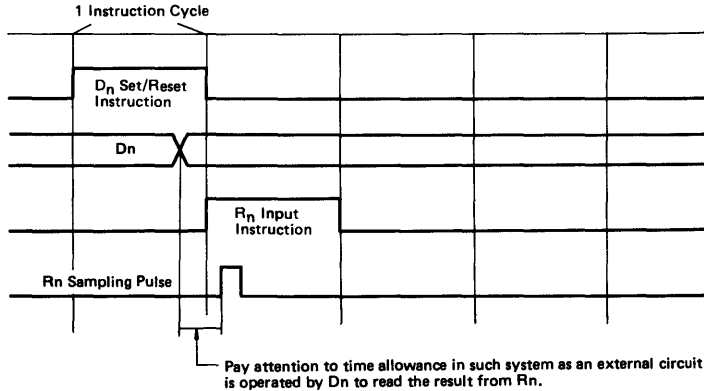 1 Instruction Cycle
Dn Set/Reset
Instruction
Dn
Rn Input
Instruction
Rn Sampling Pulse
Pay attention to time allowance in such system as an external circuit
is operated by Dn to read the result from Rn.